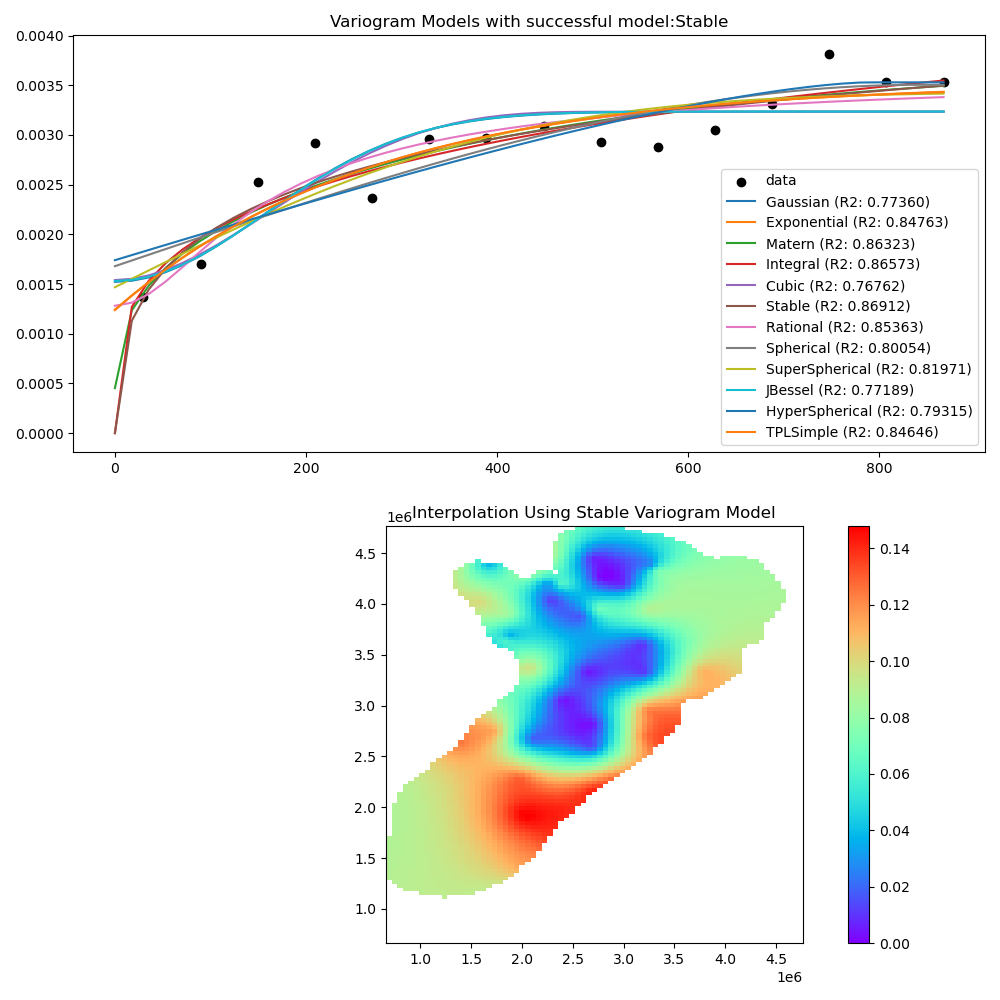 Variogram Models with successful model:Stable
0.0040
0.0035
0.0030
0.0025
0.0020
0.0015
0.0010
0.0005
0.0000
data
Gaussian (R2: 0.77360)
Exponential (R2: 0.84763)
Matern (R2: 0.86323)
Integral (R2: 0.86573)
Cubic (R2: 0.76762)
Stable (R2: 0.86912)
Rational (R2: 0.85363)
Spherical (R2: 0.80054)
SuperSpherical (R2: 0.81971)
JBessel (R2: 0.77189)
HyperSpherical (R2: 0.79315)
TPLSimple (R2: 0.84646)
0 200 400 600 800
1e6 Interpolation Using Stable Variogram Model
4.5
4.0
3.5
3.0
2.5
2.0
1.5
1.0
1.0 1.5 2.0 2.5 3.0 3.5 4.0 4.5
1e6
0.14
0.12
0.10
0.08
0.06
0.04
0.02
0.00